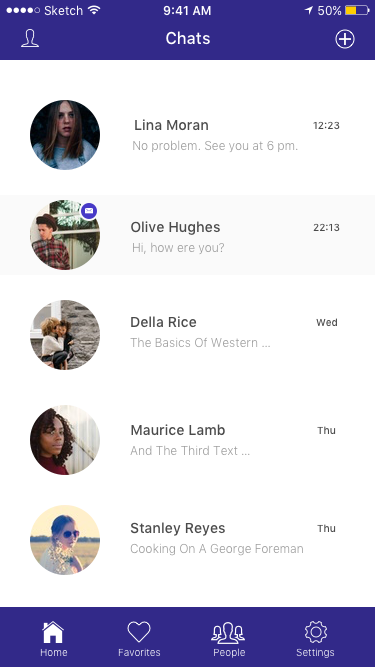 Sketch 9:41 AM 50%
Chats
Lina Moran 12:23
No problem. See you at 6 pm.
Olive Hughes 22:13
Hi, how ere you?
Della Rice Wed
The Basics Of Western ...
Maurice Lamb Thu
And The Third Text ...
Stanley Reyes Thu
Cooking On A George Foreman
Home Favorites People Settings